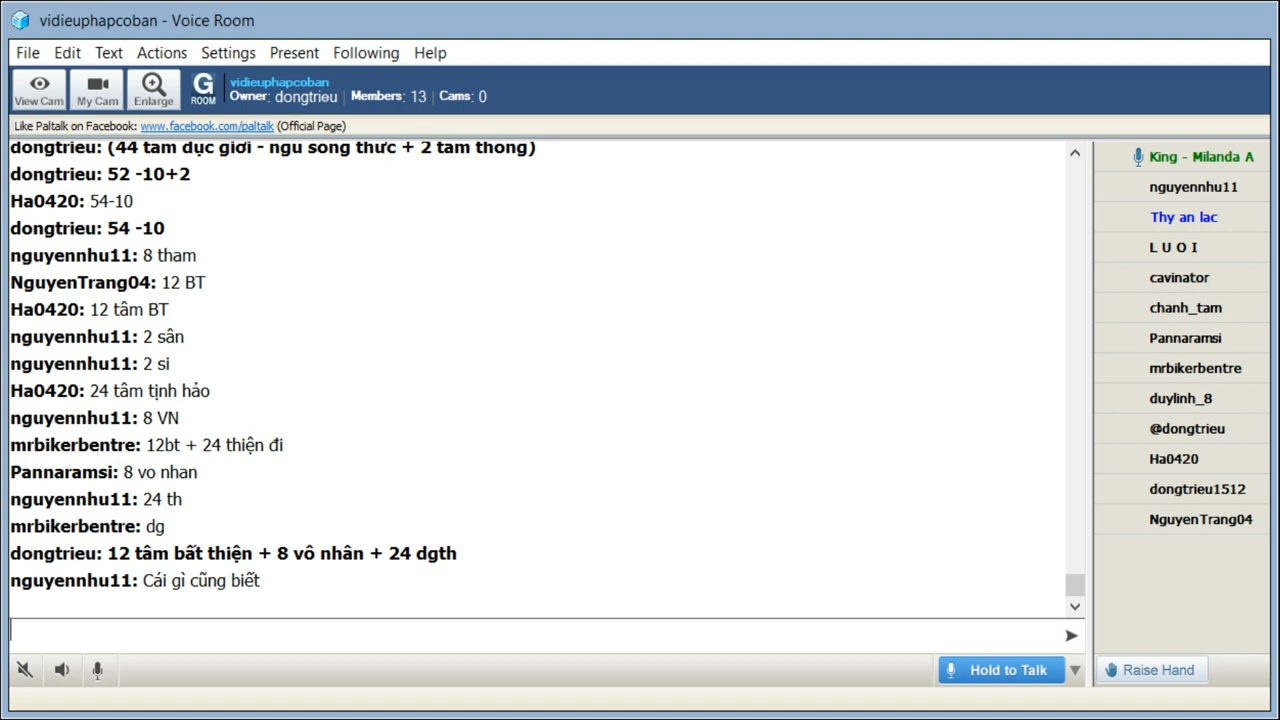 vidieuphapcoban - Voice Room
File Edit Text Actions Settings Present Following Help
View Cam My Cam Enlarge G ROOM
vidieuphapcoban
Owner: dongtrieu | Members: 13 | Cams: 0
Like Paltalk on Facebook: www.facebook.com/paltalk (Official Page)
dongtrieu: (44 tâm dục giới - ngũ song thức + 2 tâm thông)
dongtrieu: 52 -10+2
Ha0420: 54-10
dongtrieu: 54 -10
nguyennhu11: 8 tham
NguyenTrang04: 12 BT
Ha0420: 12 tâm BT
nguyennhu11: 2 sân
nguyennhu11: 2 si
Ha0420: 24 tâm tịnh hảo
nguyennhu11: 8 VN
mrbikerbentre: 12bt + 24 thiện đi
Pannaramsi: 8 vo nhan
nguyennhu11: 24 th
mrbikerbentre: dg
dongtrieu: 12 tâm bất thiện + 8 vô nhân + 24 dgth
nguyennhu11: Cái gì cũng biết
King - Milanda A
nguyennhu11
Thy an lac
L U O I
cavinator
chanh_tam
Pannaramsi
mrbikerbentre
duylinh_8
@dongtrieu
Ha0420
dongtrieu1512
NguyenTrang04
Hold to Talk
Raise Hand